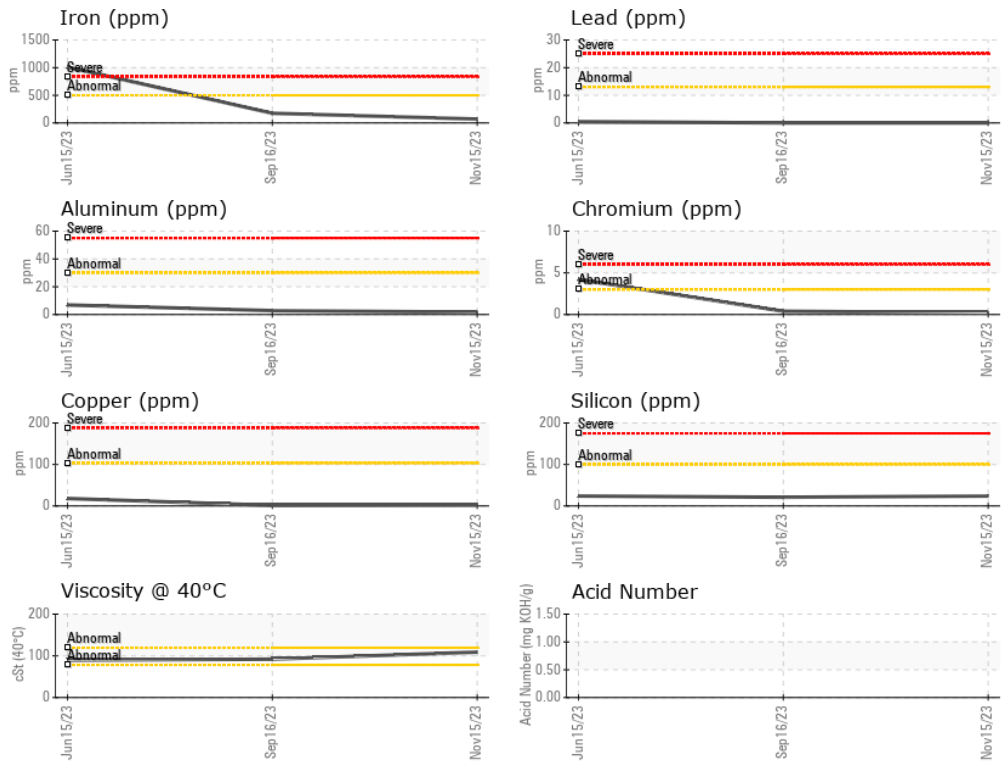 Iron (ppm)
1500
1000
500
0
ppm
Severe
Abnormal
Jun15/23
Sep16/23
Nov15/23
Lead (ppm)
30
20
10
0
ppm
Severe
Abnormal
Jun15/23
Sep16/23
Nov15/23
Aluminum (ppm)
60
40
20
0
ppm
Severe
Abnormal
Jun15/23
Sep16/23
Nov15/23
Chromium (ppm)
10
5
0
ppm
Severe
Abnormal
Jun15/23
Sep16/23
Nov15/23
Copper (ppm)
200
100
0
ppm
Severe
Abnormal
Jun15/23
Sep16/23
Nov15/23
Silicon (ppm)
200
100
0
ppm
Severe
Abnormal
Jun15/23
Sep16/23
Nov15/23
Viscosity @ 40°C
200
100
0
cSt (40°C)
Abnormal
Abnormal
Jun15/23
Sep16/23
Nov15/23
Acid Number
1.50
1.00
0.50
0.00
Acid Number (mg KOH/g)
Jun15/23
Sep16/23
Nov15/23